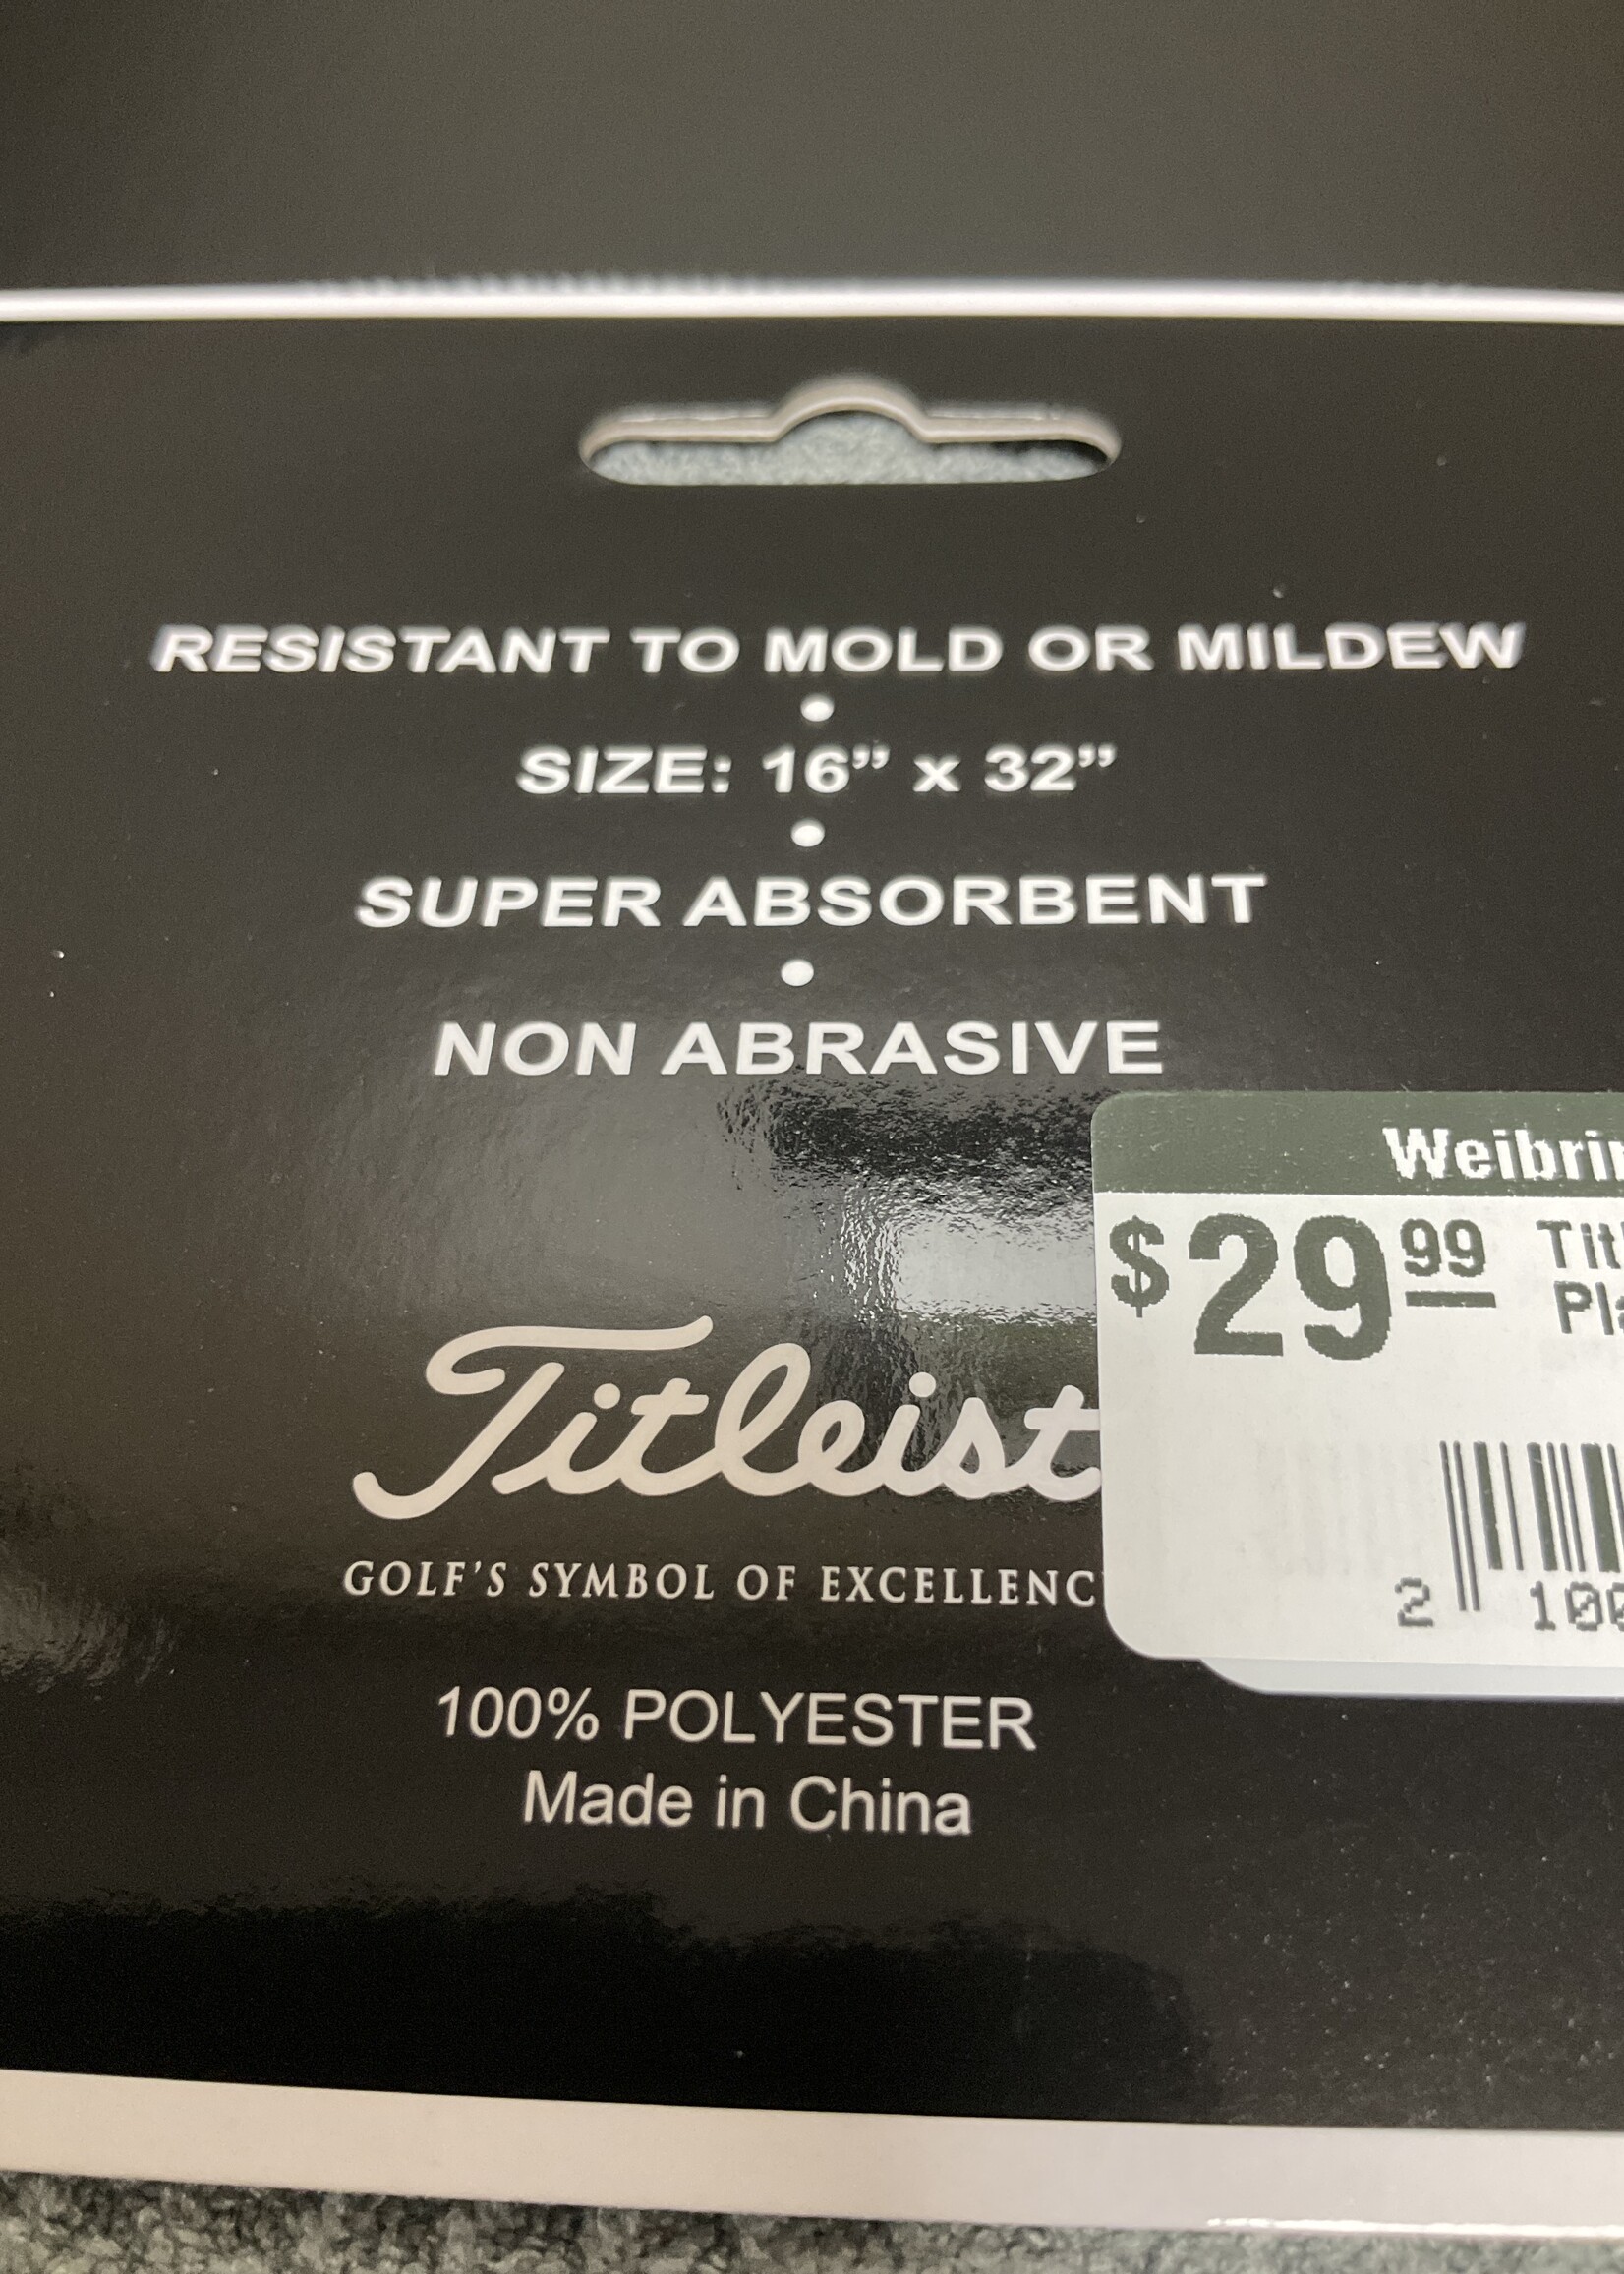 RESISTANT TO MOLD OR MILDEW
•
SIZE: 16” x 32”
•
SUPER ABSORBENT
•
NON ABRASIVE
Titleist
GOLF’S SYMBOL OF
100% POLYESTER
Made in China
$29 99
2